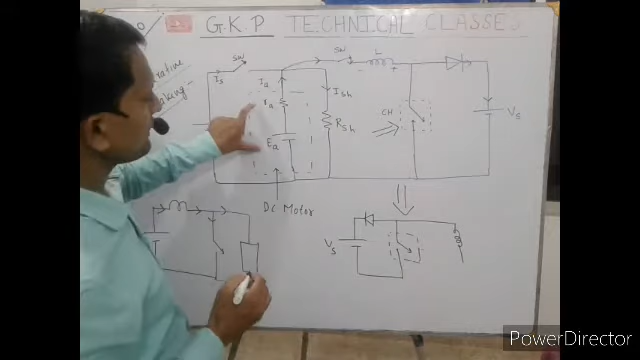 G.K.P TECHNICAL CLASSES
SW
SW
L
Is
Ia
- +
Ish
ra
CH
Vs
Rsh
Ea
DC Motor
Vs
PowerDirector